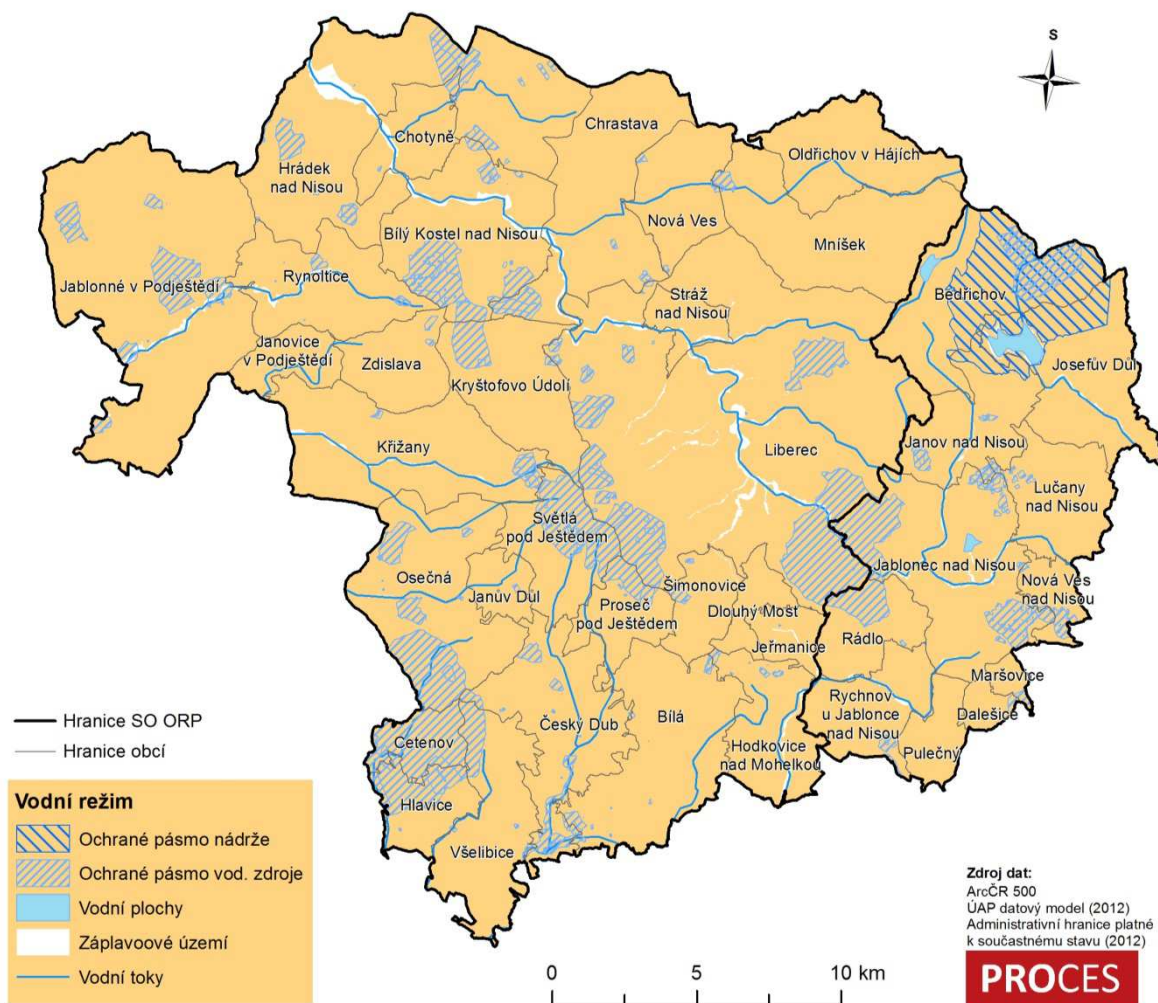 S
Chotyně
Chrastava
Oldřichov v Hájích
Hrádek
nad Nisou
Nová Ves
Bílý Kostel nad Nisou
Mníšek
Jablonné v Podještědí
Rynoltice
Stráž
nad Nisou
Bedřichov
Janovice
v Podještědí
Zdislava
Kryštofovo Údolí
Josefův Důl
Křižany
Liberec
Janov nad Nisou
Lučany
nad Nisou
Světlá
pod Ještědem
Jablonec nad Nisou
Osečná
Janův Důl
Šimonovice
Nová Ves
nad Nisou
Proseč
pod Ještědem
Dlouhý Most
Jeřmanice
Rádlo
Maršovice
Rychnov
u Jablonce
nad Nisou
Dalešice
Český Dub
Bílá
Cetenov
Hodkovice
nad Mohelkou
Pulečný
Hlavice
Všelibice
Hranice SO ORP
Hranice obcí
Vodní režim
Ochrané pásmo nádrže
Ochrané pásmo vod. zdroje
Vodní plochy
Záplavoové území
Vodní toky
0 5 10 km
Zdroj dat:
ArcČR 500
ÚAP datový model (2012)
Administrativní hranice platné
k součastnému stavu (2012)
PROCES